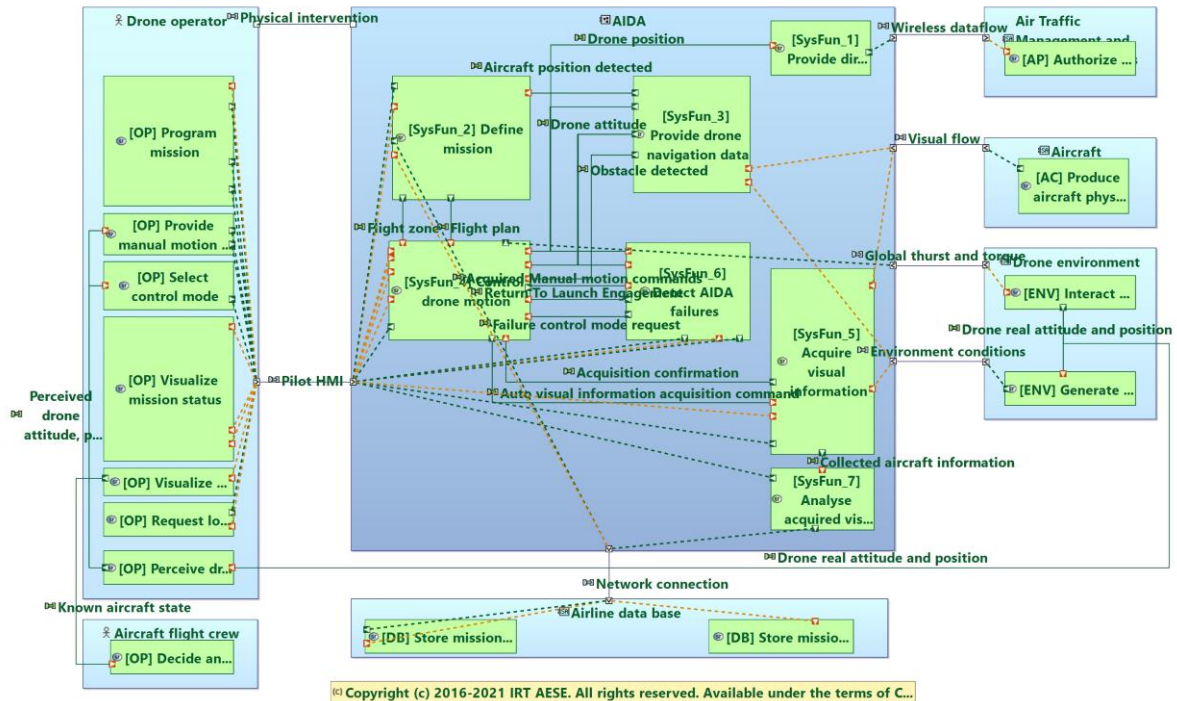 Drone operator
Physical intervention
AIDA
Wireless dataflow
Air Traffic
Management and
[AP] Authorize ...
Drone position
[SysFun_1]
Provide dir...
Aircraft position detected
[OP] Program
mission
[SysFun_2] Define
mission
[SysFun_3]
Provide drone
navigation data
Drone attitude
Obstacle detected
Visual flow
Aircraft
[AC] Produce
aircraft phys...
[OP] Provide
manual motion ...
Flight zone
Flight plan
[OP] Select
control mode
drone motion
Acquired Manual motion commands
Return To Launch Engagement
Failure control mode request
[SysFun_6]
Detect AIDA
failures
Global thurst and torque
Drone environment
[ENV] Interact ...
[OP] Visualize
mission status
[SysFun_5]
Acquire
visual
information
Drone real attitude and position
Environment conditions
[ENV] Generate ...
Pilot HMI
Acquisition confirmation
Auto visual information acquisition command
Perceived
drone
attitude, p...
Collected aircraft information
[OP] Visualize ...
[SysFun_7]
Analyse
acquired vis...
[OP] Request lo...
[OP] Perceive dr...
Drone real attitude and position
Network connection
Known aircraft state
Airline data base
Aircraft flight crew
[OP] Decide an...
[DB] Store mission...
[DB] Store missio...
(c) Copyright (c) 2016-2021 IRT AESE. All rights reserved. Available under the terms of C...